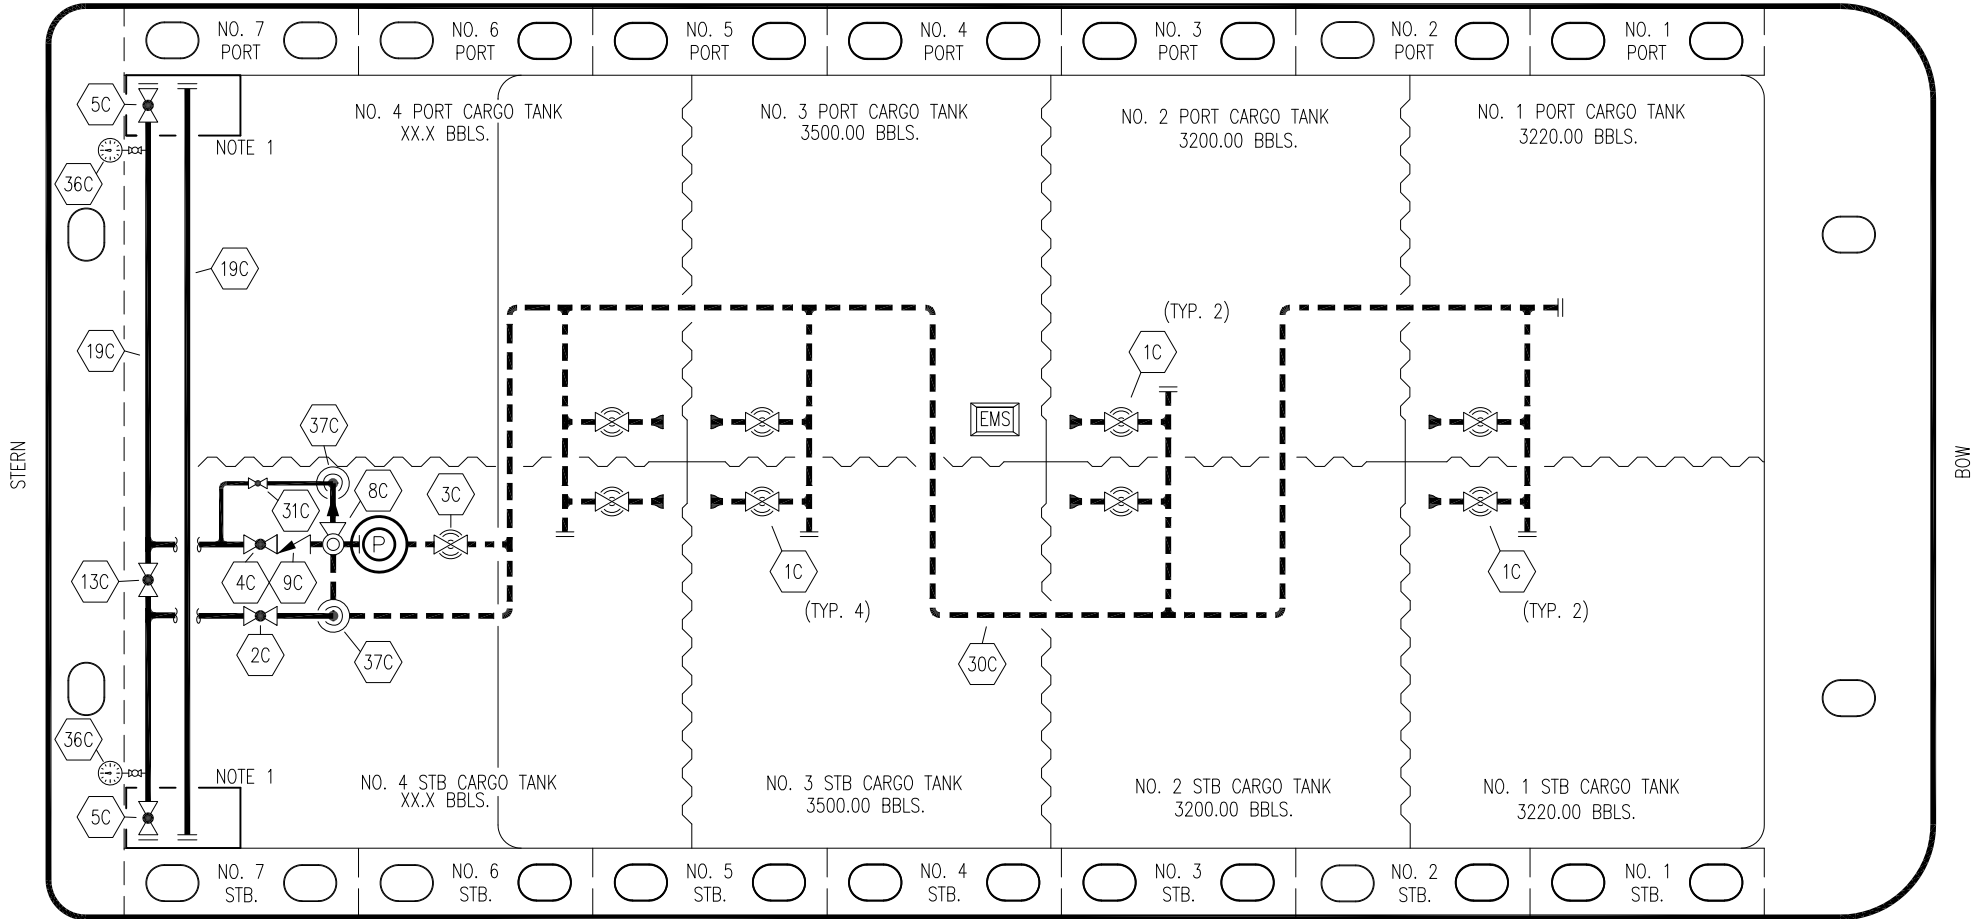 NO. 7
PORT
NO. 6
PORT
NO. 5
PORT
NO. 4
PORT
NO. 3
PORT
NO. 2
PORT
NO. 1
PORT
5C
NO. 4 PORT CARGO TANK
XX.X BBLS.
NO. 3 PORT CARGO TANK
3500.00 BBLS.
NO. 2 PORT CARGO TANK
3200.00 BBLS.
NO. 1 PORT CARGO TANK
3220.00 BBLS.
NOTE 1
36C
19C
(TYP. 2)
19C
1C
37C
EMS
STERN
BOW
8C
3C
31C
P
13C
4C
9C
1C
1C
(TYP. 4)
(TYP. 2)
2C
37C
30C
36C
NOTE 1
5C
NO. 4 STB CARGO TANK
XX.X BBLS.
NO. 3 STB CARGO TANK
3500.00 BBLS.
NO. 2 STB CARGO TANK
3200.00 BBLS.
NO. 1 STB CARGO TANK
3220.00 BBLS.
NO. 7
STB.
NO. 6
STB.
NO. 5
STB.
NO. 4
STB.
NO. 3
STB.
NO. 2
STB.
NO. 1
STB.